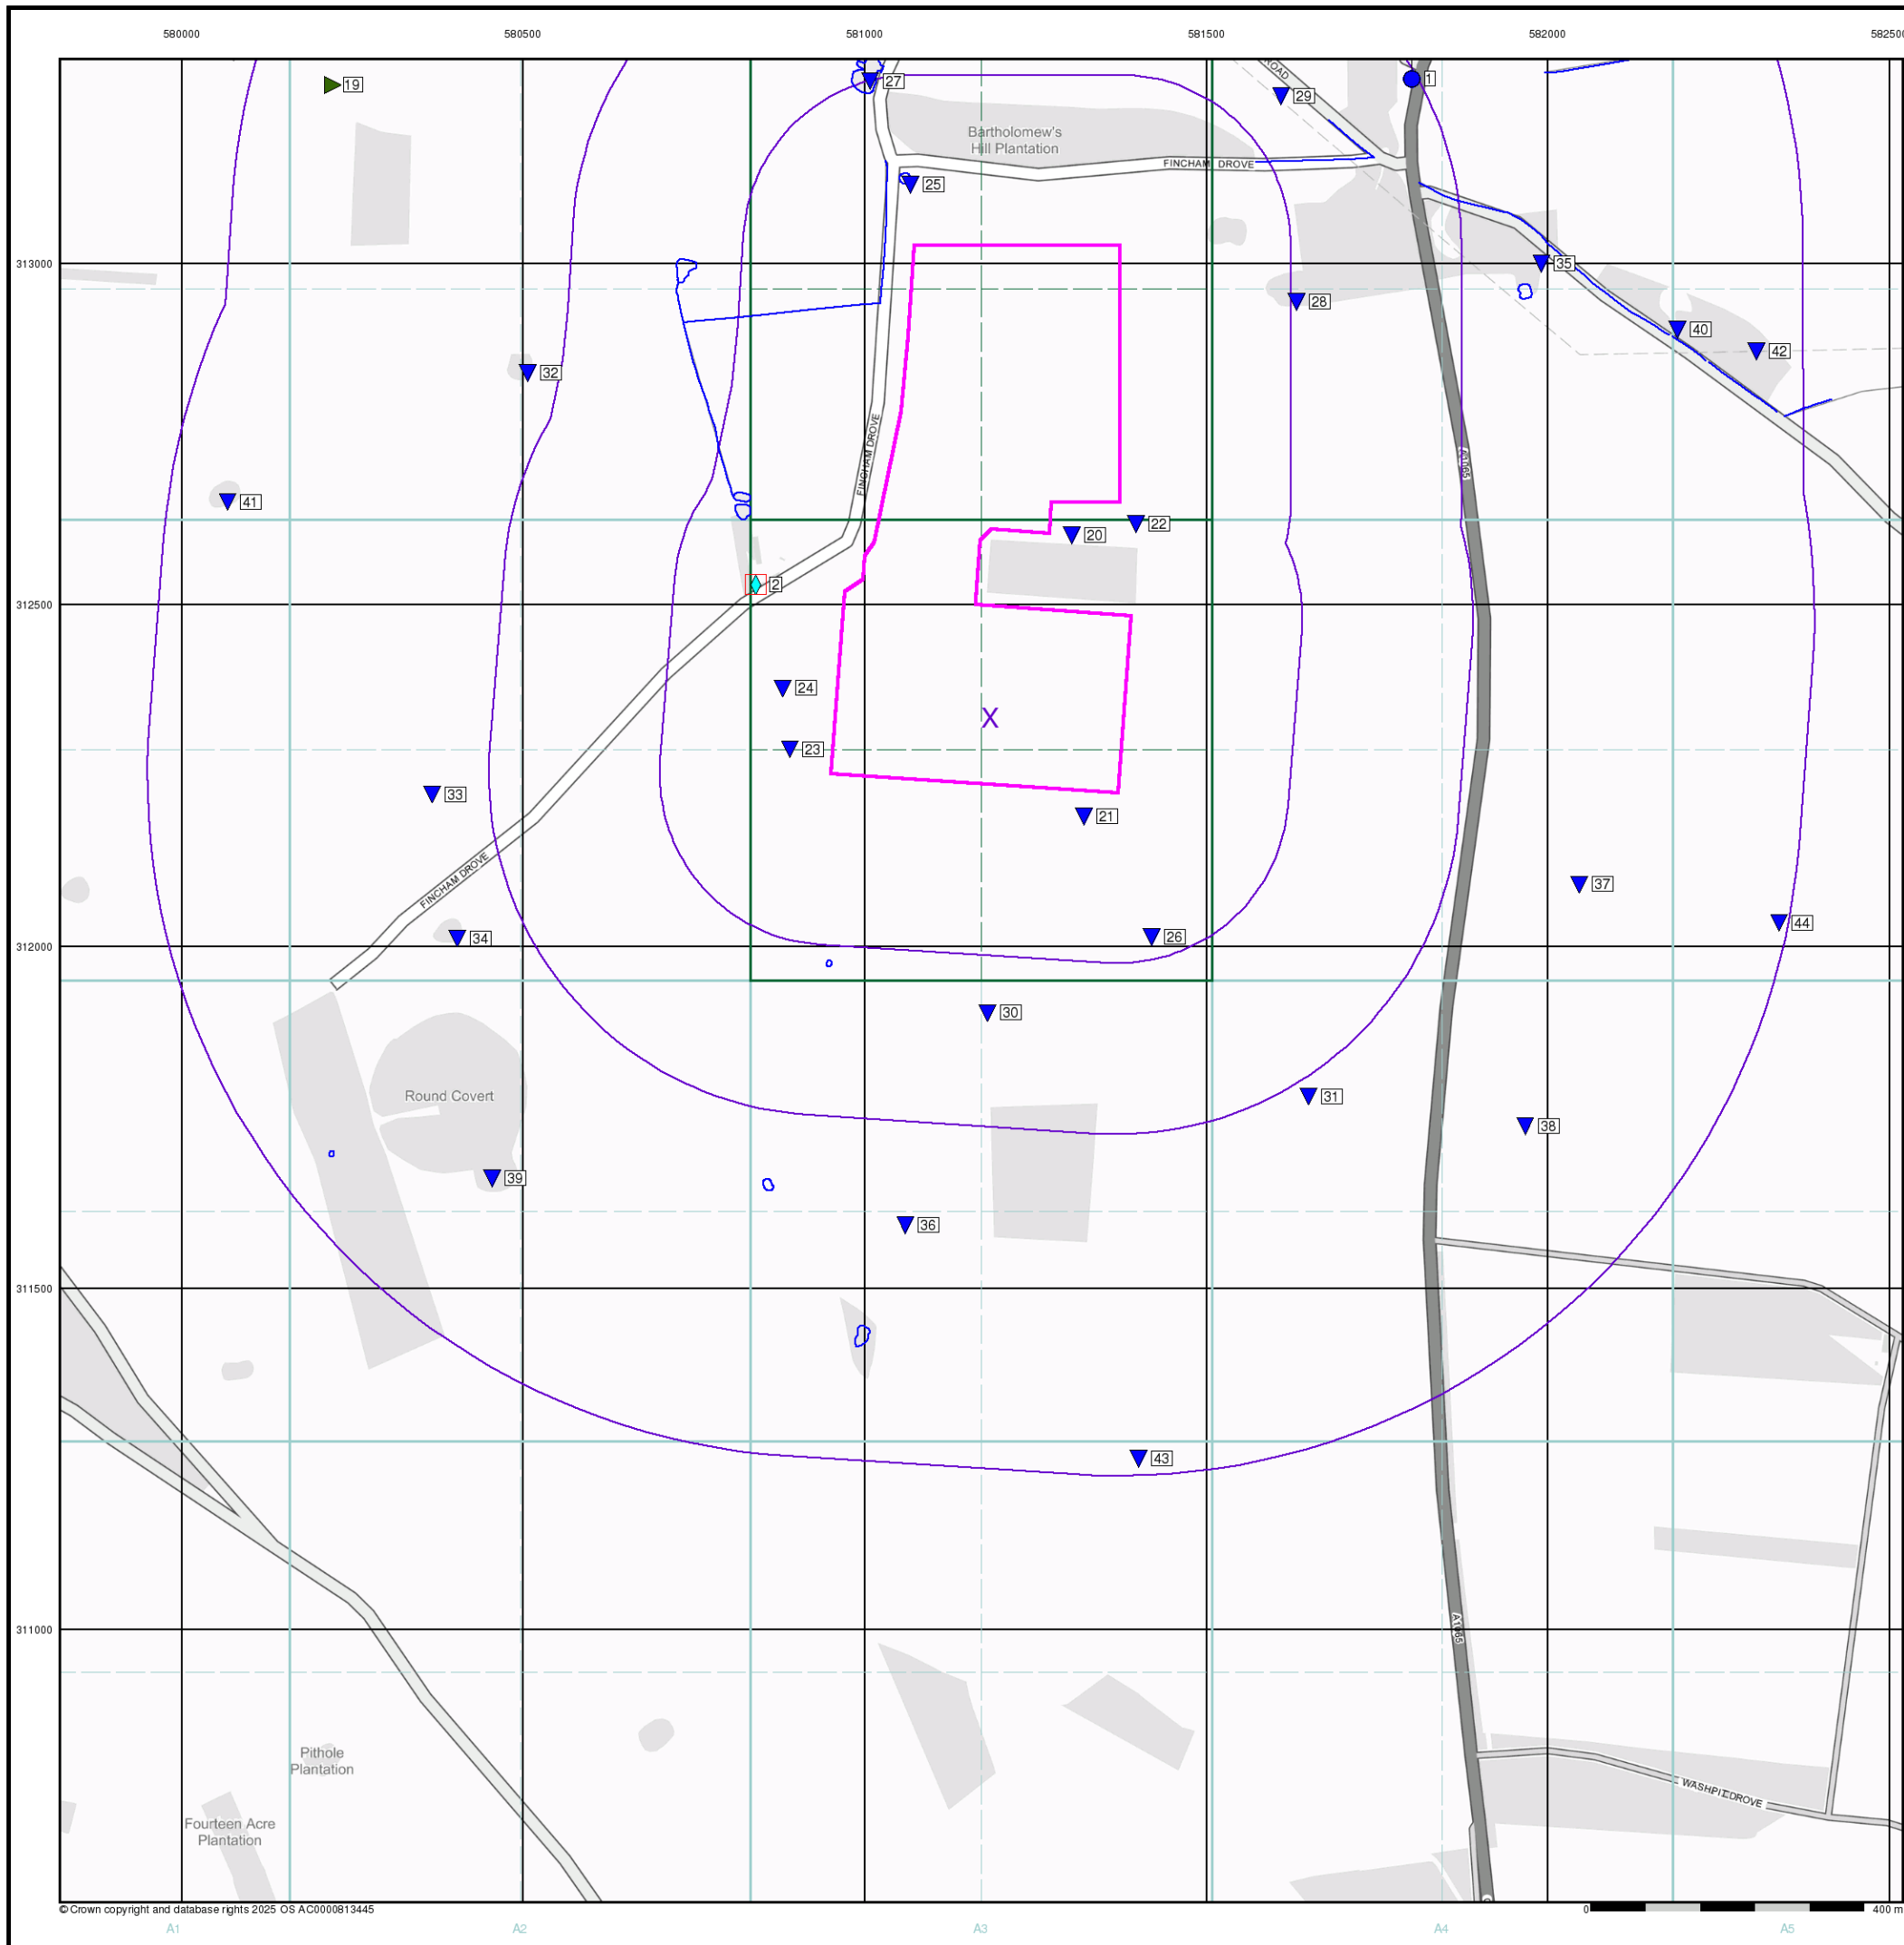 580000 580500 581000 581500 582000 58250
ROAD
1
27
19
29
Bartholomew's
Hill Plantation
FINCHAM DROVE
25
313000
35
28
40
42
32
FINCHAM DROVE
A1065
41
22
20
2
312500
24
X
23
33
21
FINCHAM DROVE
37
44
34
26
312000
30
Round Covert
31
38
39
36
311500
43
311000
A1065
Pithole
Plantation
WASHPIT DROVE
Fourteen Acre
Plantation
© Crown copyright and database rights 2025 OS AC0000813445
0 400 m
A1 A2 A3 A4 A5